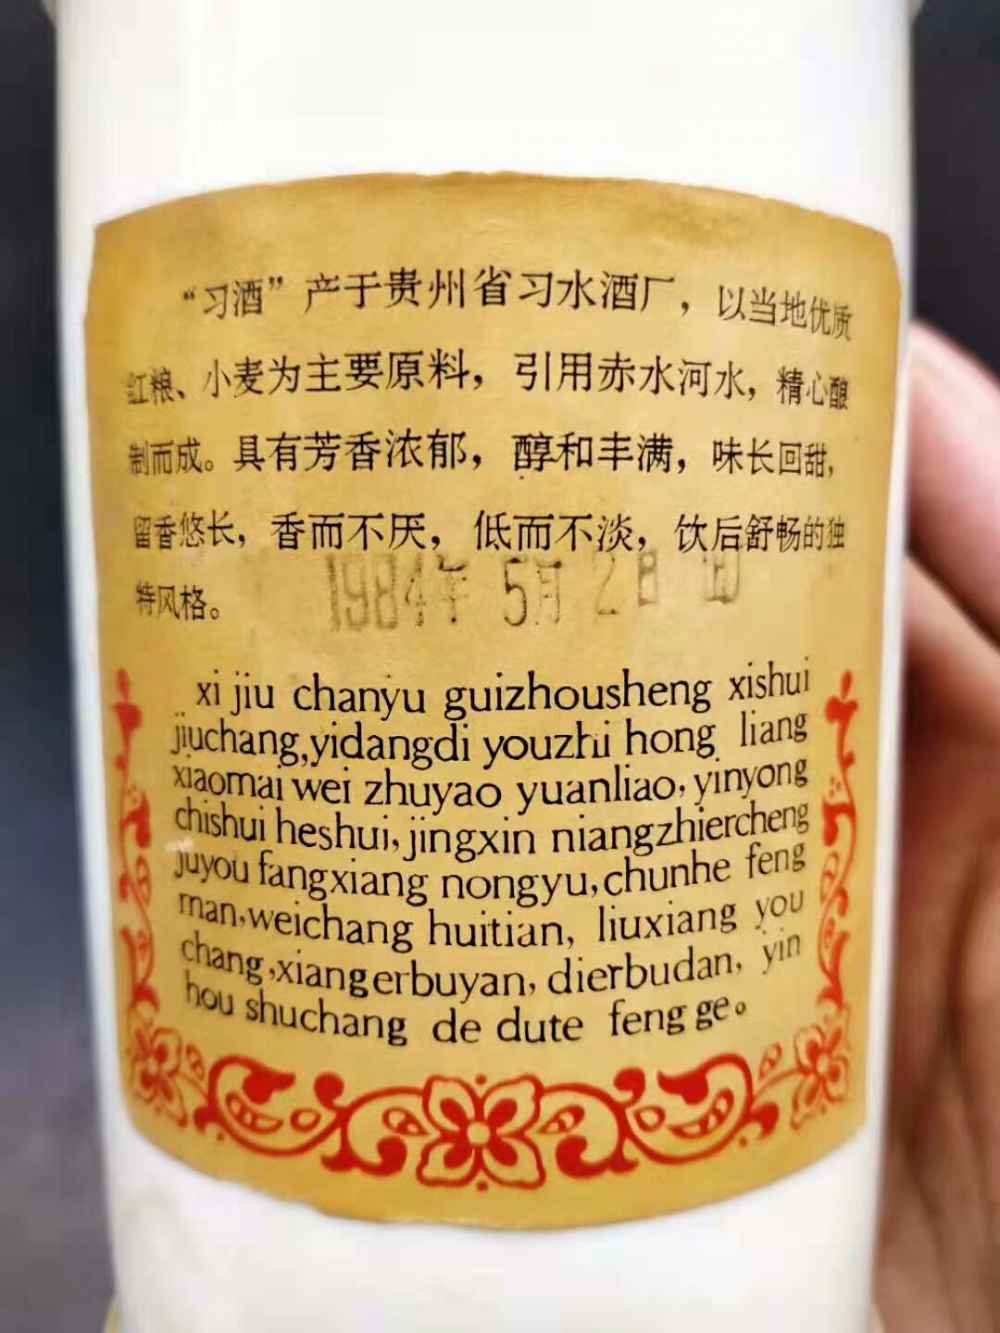 “习酒”产于贵州省习水酒厂，以当地优质
红粮、小麦为主要原料，引用赤水河水，精心酿
制而成。具有芳香浓郁，醇和丰满，味长回甜，
留香悠长，香而不厌，低而不淡，饮后舒畅的独
特风格。
1984年 5月 2日
xi jiu chanyu guizhousheng xishui
jiuchang,yidangdi youzhi hong liang
xiaomai wei zhuyao yuanliao,yinyong
chishui heshui,jingxin niangzhiercheng
juyou fangxiang nongyu,chunhe feng
man,weichang huitian, liuxiang you
chang,xiangerbuyan,dierbudan, yin
hou shuchang de dute feng ge。